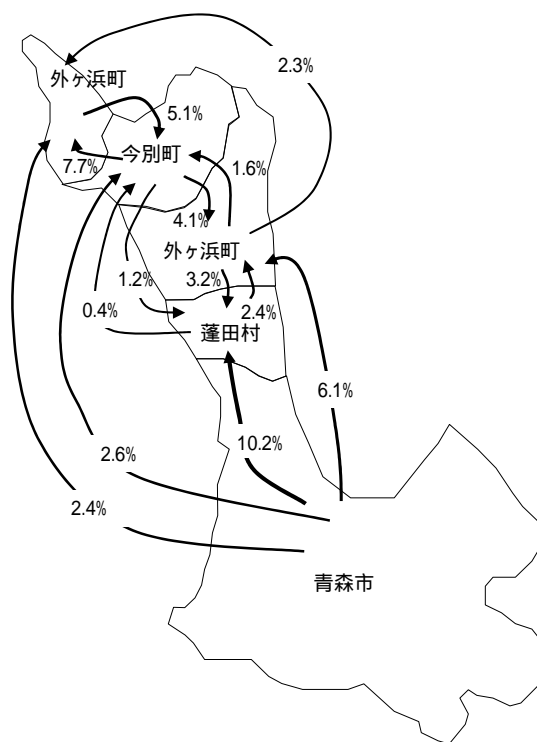 2.3%
外ヶ浜町
5.1%
今別町
7.7%
1.6%
4.1%
外ヶ浜町
1.2%
3.2%
0.4%
2.4%
蓬田村
6.1%
10.2%
2.6%
2.4%
青森市